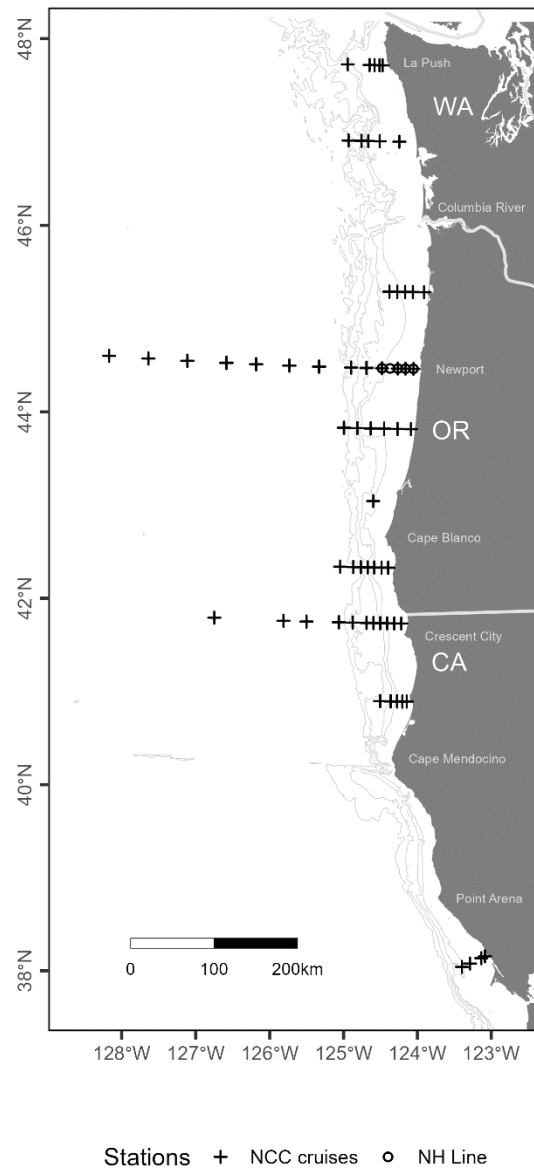 48°N
La Push
WA
Columbia River
46°N
Newport
44°N
OR
Cape Blanco
42°N
Crescent City
CA
Cape Mendocino
40°N
Point Arena
0 100 200km
38°N
128°W 127°W 126°W 125°W 124°W 123°W
Stations + NCC cruises o NH Line